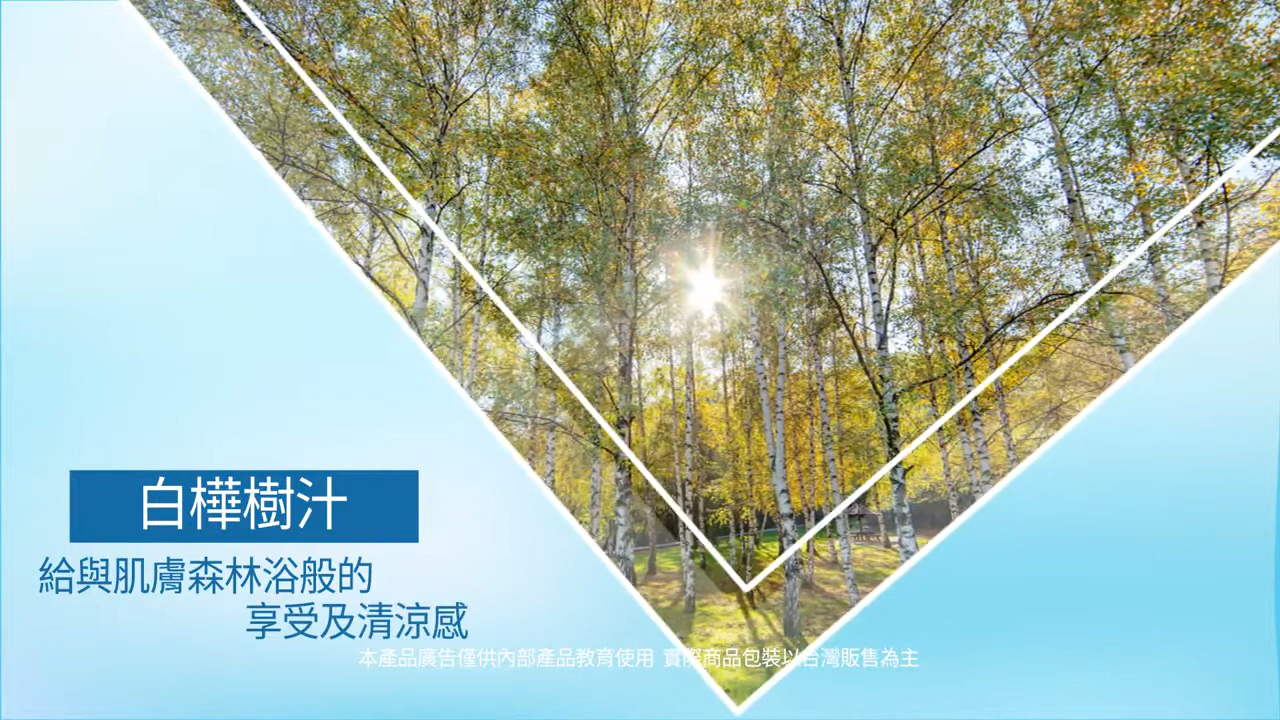 白樺樹汁
給與肌膚森林浴般的
享受及清涼感
本產品廣告僅供內部產品教育使用 實際商品包裝以台灣販售為主